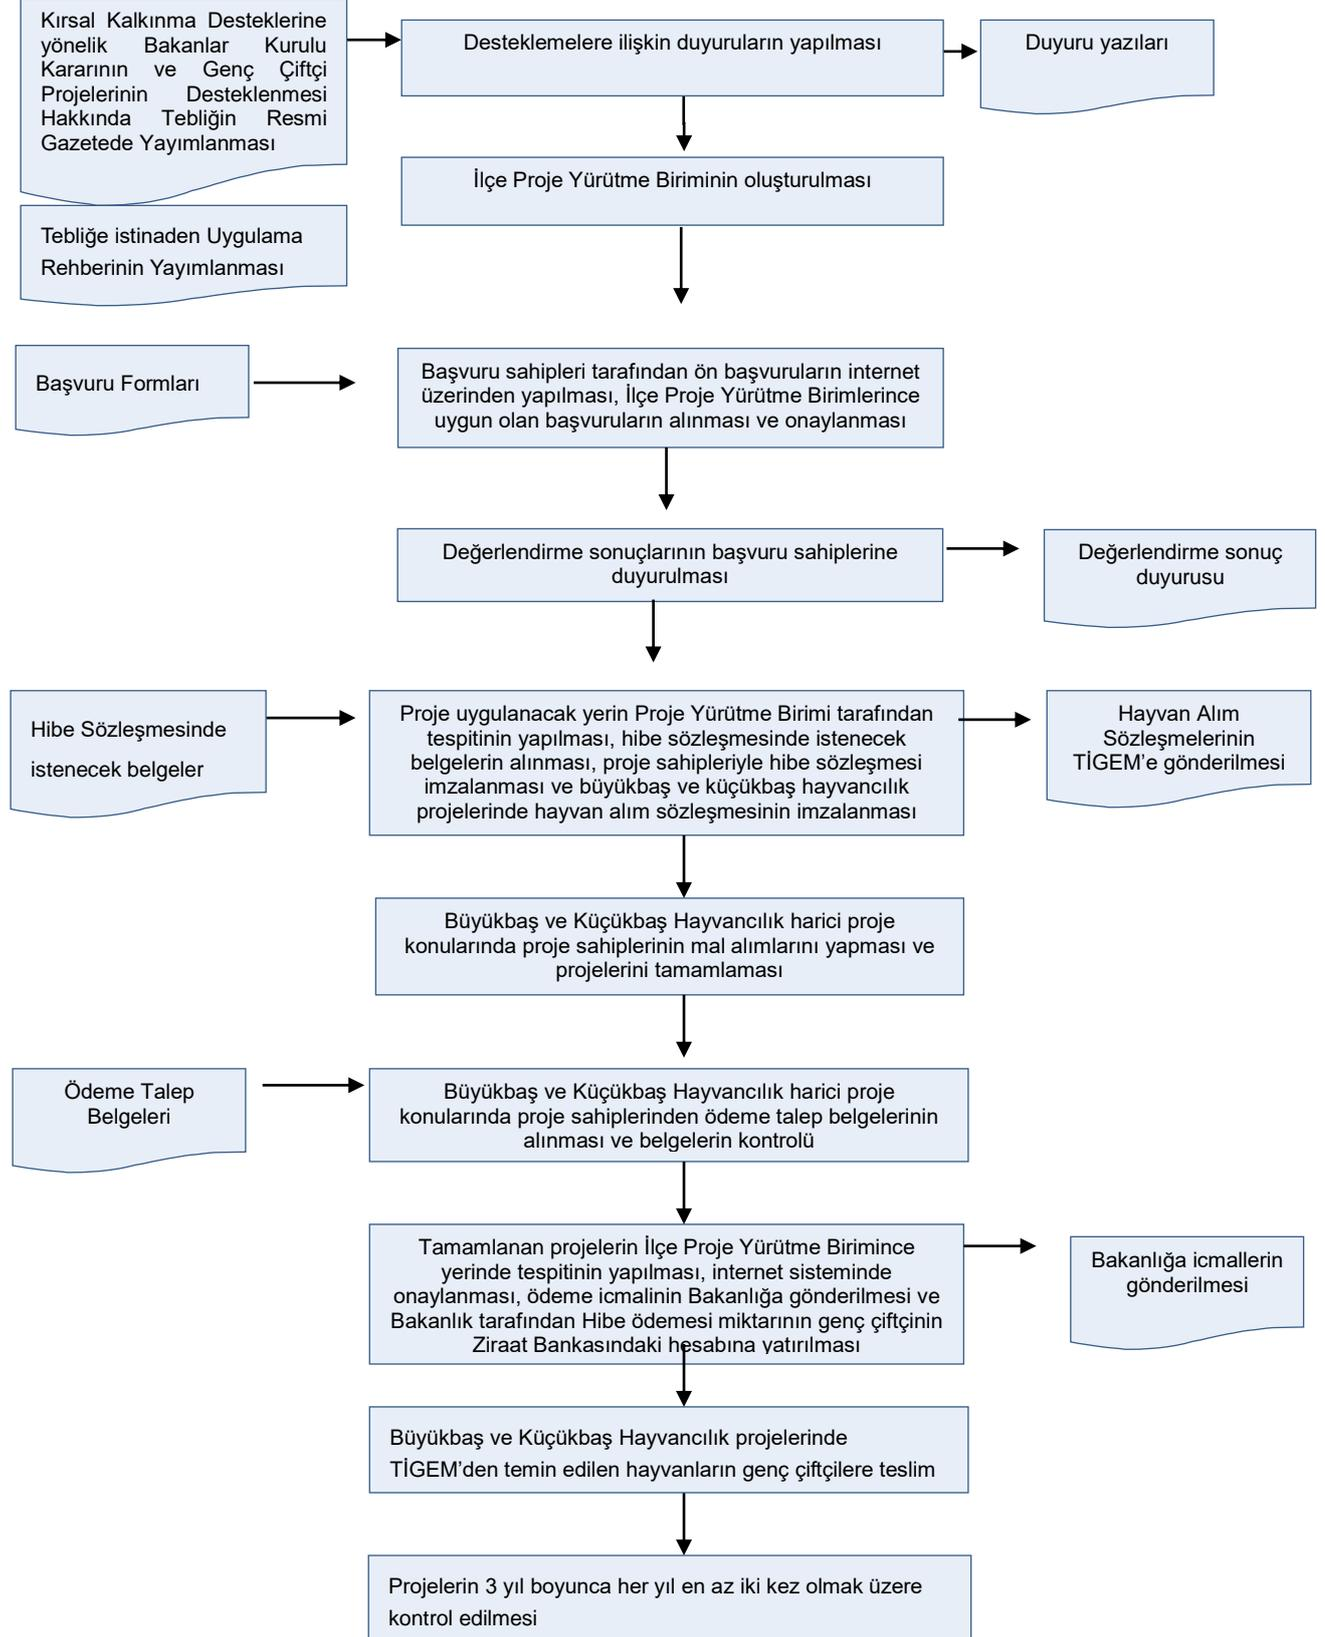 Kırsal Kalkınma Desteklerine
yönelik Bakanlar Kurulu
Kararının ve Genç Çiftçi
Projelerinin Desteklenmesi
Hakkında Tebliğin Resmi
Gazetede Yayımlanması
Desteklemelere ilişkin duyuruların yapılması
Duyuru yazıları
İlçe Proje Yürütme Biriminin oluşturulması
Tebliğe istinaden Uygulama
Rehberinin Yayımlanması
Başvuru Formları
Başvuru sahipleri tarafından ön başvuruların internet
üzerinden yapılması, İlçe Proje Yürütme Birimlerince
uygun olan başvuruların alınması ve onaylanması
Değerlendirme sonuçlarının başvuru sahiplerine
duyurulması
Değerlendirme sonuç
duyurusu
Hibe Sözleşmesinde
istenecek belgeler
Proje uygulanacak yerin Proje Yürütme Birimi tarafından
tespitinin yapılması, hibe sözleşmesinde istenecek
belgelerin alınması, proje sahipleriyle hibe sözleşmesi
imzalanması ve büyükbaş ve küçükbaş hayvancılık
projelerinde hayvan alım sözleşmesinin imzalanması
Hayvan Alım
Sözleşmelerinin
TİGEM’e gönderilmesi
Büyükbaş ve Küçükbaş Hayvancılık harici proje
konularında proje sahiplerinin mal alımlarını yapması ve
projelerini tamamlaması
Ödeme Talep
Belgeleri
Büyükbaş ve Küçükbaş Hayvancılık harici proje
konularında proje sahiplerinden ödeme talep belgelerinin
alınması ve belgelerin kontrolü
Tamamlanan projelerin İlçe Proje Yürütme Birimince
yerinde tespitinin yapılması, internet sisteminde
onaylanması, ödeme icmalinin Bakanlığa gönderilmesi ve
Bakanlık tarafından Hibe ödemesi miktarının genç çiftçinin
Ziraat Bankasındaki hesabına yatırılması
Bakanlığa icmallerin
gönderilmesi
Büyükbaş ve Küçükbaş Hayvancılık projelerinde
TİGEM’den temin edilen hayvanların genç çiftçilere teslim
Projelerin 3 yıl boyunca her yıl en az iki kez olmak üzere
kontrol edilmesi